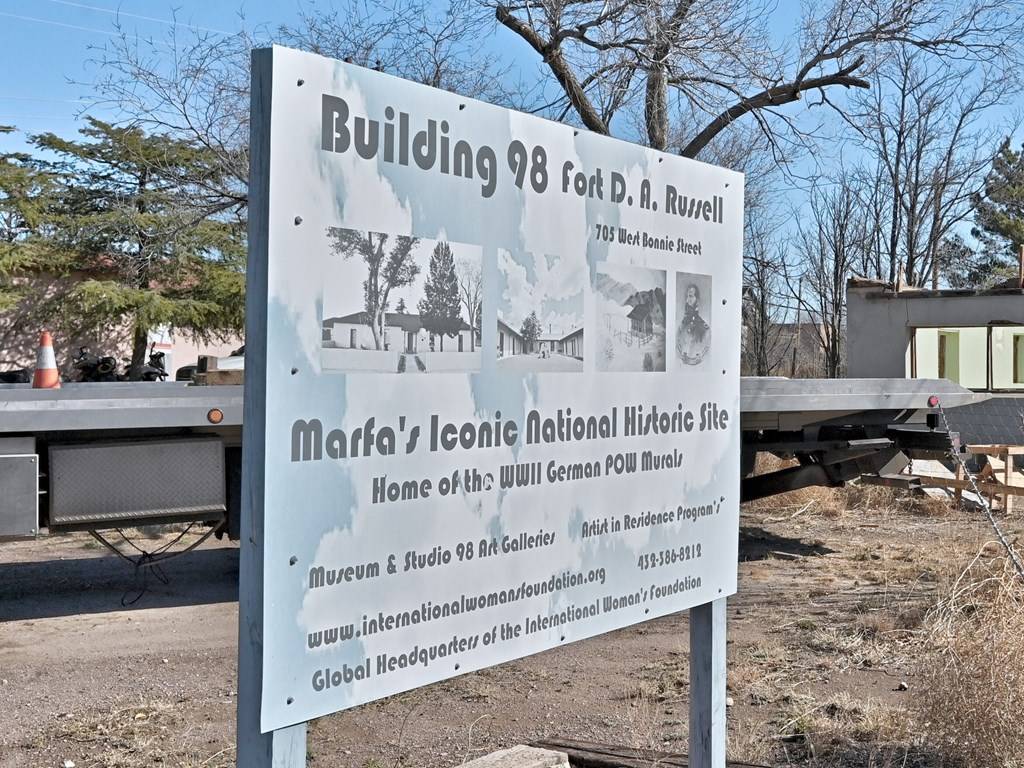 Building 98 Fort D. A. Russell
705 West Bonnie Street
Marfa's Iconic National Historic Site
Home of the WWII German POW Murals
Museum & Studio 98 Art Galleries Artist in Residence Program's
www.internationalwomansfoundation.org 432-386-8212
Global Headquarters of the International Woman's Foundation